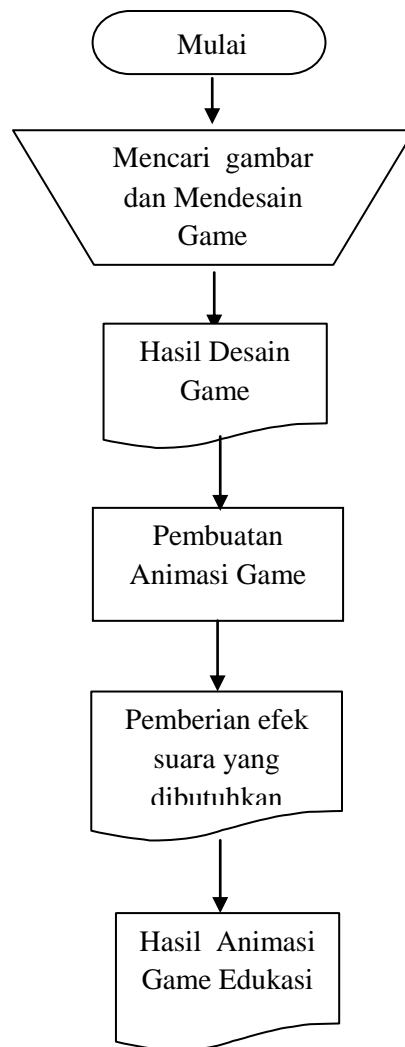 Mulai
Mencari gambar
dan Mendesain
Game
Hasil Desain
Game
Pembuatan
Animasi Game
Pemberian efek
suara yang
dibutuhkan
Hasil Animasi
Game Edukasi